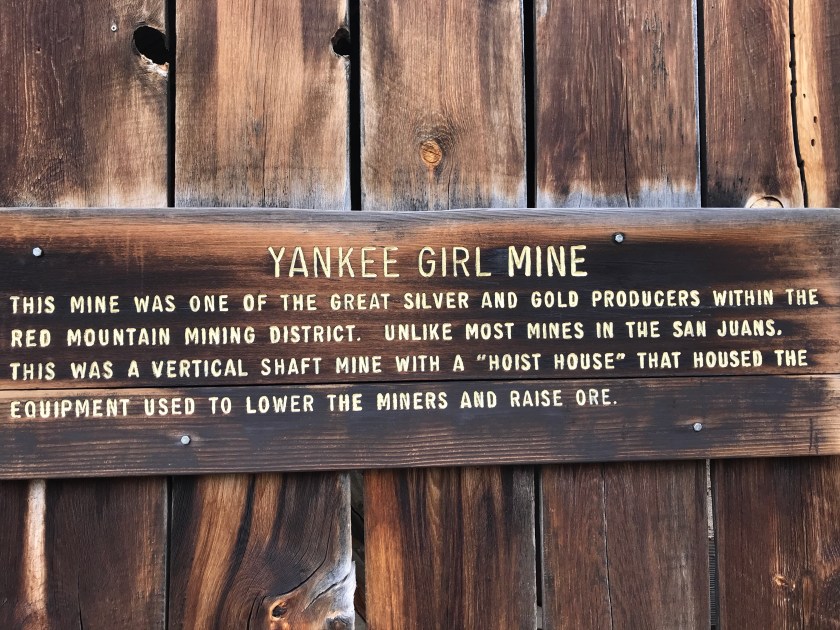 YANKEE GIRL MINE
THIS MINE WAS ONE OF THE GREAT SILVER AND GOLD PRODUCERS WITHIN THE
RED MOUNTAIN MINING DISTRICT. UNLIKE MOST MINES IN THE SAN JUANS,
THIS WAS A VERTICAL SHAFT MINE WITH A "HOIST HOUSE" THAT HOUSED THE
EQUIPMENT USED TO LOWER THE MINERS AND RAISE ORE.